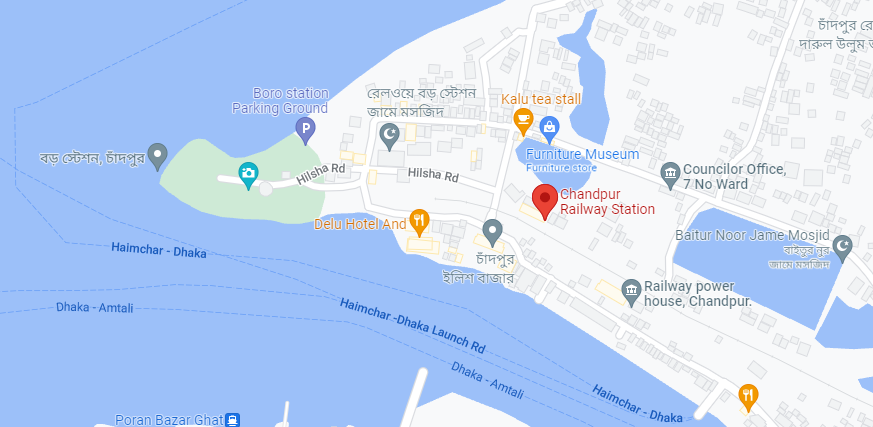 চাঁদপুর রে
দারুল উলুম
Boro station
Parking Ground
রেলওয়ে বড় স্টেশন
জামে মসজিদ
Kalu tea stall
Furniture Museum
Furniture store
বড় স্টেশন, চাঁদপুর
Hilsha Rd
Hilsha Rd
Councilor Office,
7 No Ward
Chandpur
Railway Station
Delu Hotel And
Baitur Noor Jame Mosjid
বাইতুর নুর
জামে মসজিদ
চাঁদপুর
ইলিশ বাজার
Haimchar - Dhaka
Railway power
house, Chandpur.
Dhaka - Amtali
Haimchar -Dhaka Launch Rd
Dhaka - Amtali
Haimchar - Dhaka
Poran Bazar Ghat